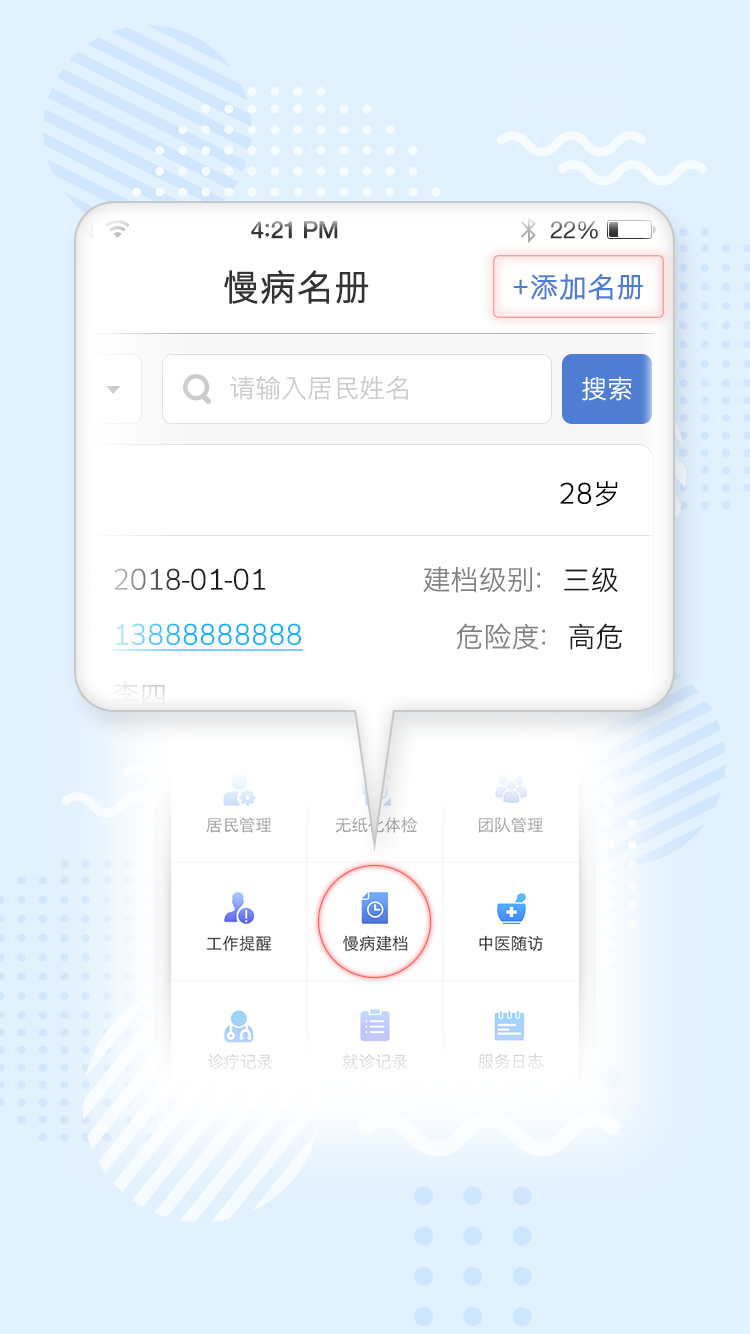 4:21 PM 22%
慢病名册 +添加名册
请输入居民姓名 搜索
28岁
2018-01-01 建档级别: 三级
13888888888 危险度: 高危
李四
居民管理 无纸化体检 团队管理
工作提醒 慢病建档 中医随访
诊疗记录 就诊记录 服务日志